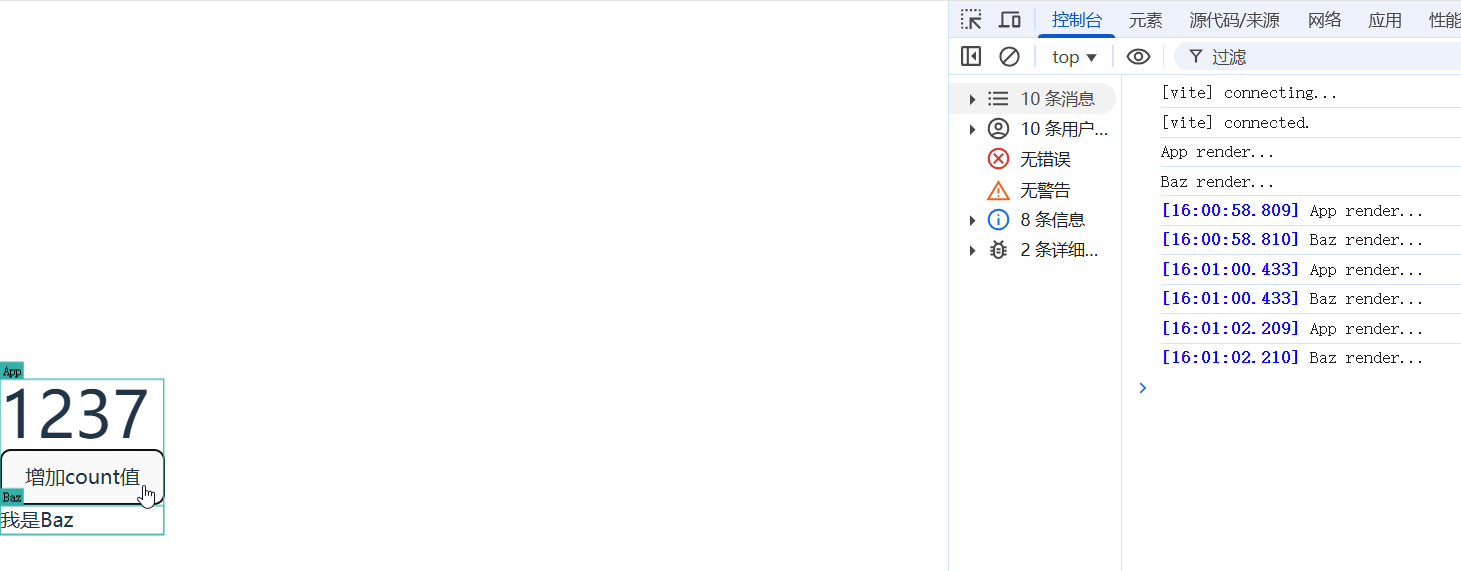 App
1237
增加count值
Baz
我是Baz
控制台 元素 源代码/来源 网络 应用 性能
top ▼ 过滤
10 条消息
10 条用户...
无错误
无警告
8 条信息
2 条详细...
[vite] connecting...
[vite] connected.
App render...
Baz render...
[16:00:58.809] App render...
[16:00:58.810] Baz render...
[16:01:00.433] App render...
[16:01:00.433] Baz render...
[16:01:02.209] App render...
[16:01:02.210] Baz render...